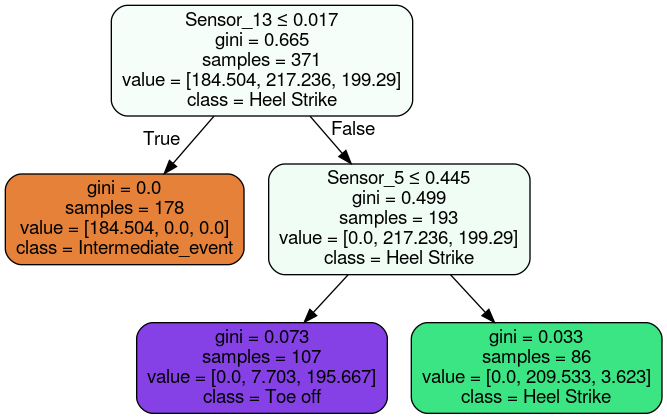 Sensor_13 ≤ 0.017
gini = 0.665
samples = 371
value = [184.504, 217.236, 199.29]
class = Heel Strike
True
False
gini = 0.0
samples = 178
value = [184.504, 0.0, 0.0]
class = Intermediate_event
Sensor_5 ≤ 0.445
gini = 0.499
samples = 193
value = [0.0, 217.236, 199.29]
class = Heel Strike
gini = 0.073
samples = 107
value = [0.0, 7.703, 195.667]
class = Toe off
gini = 0.033
samples = 86
value = [0.0, 209.533, 3.623]
class = Heel Strike